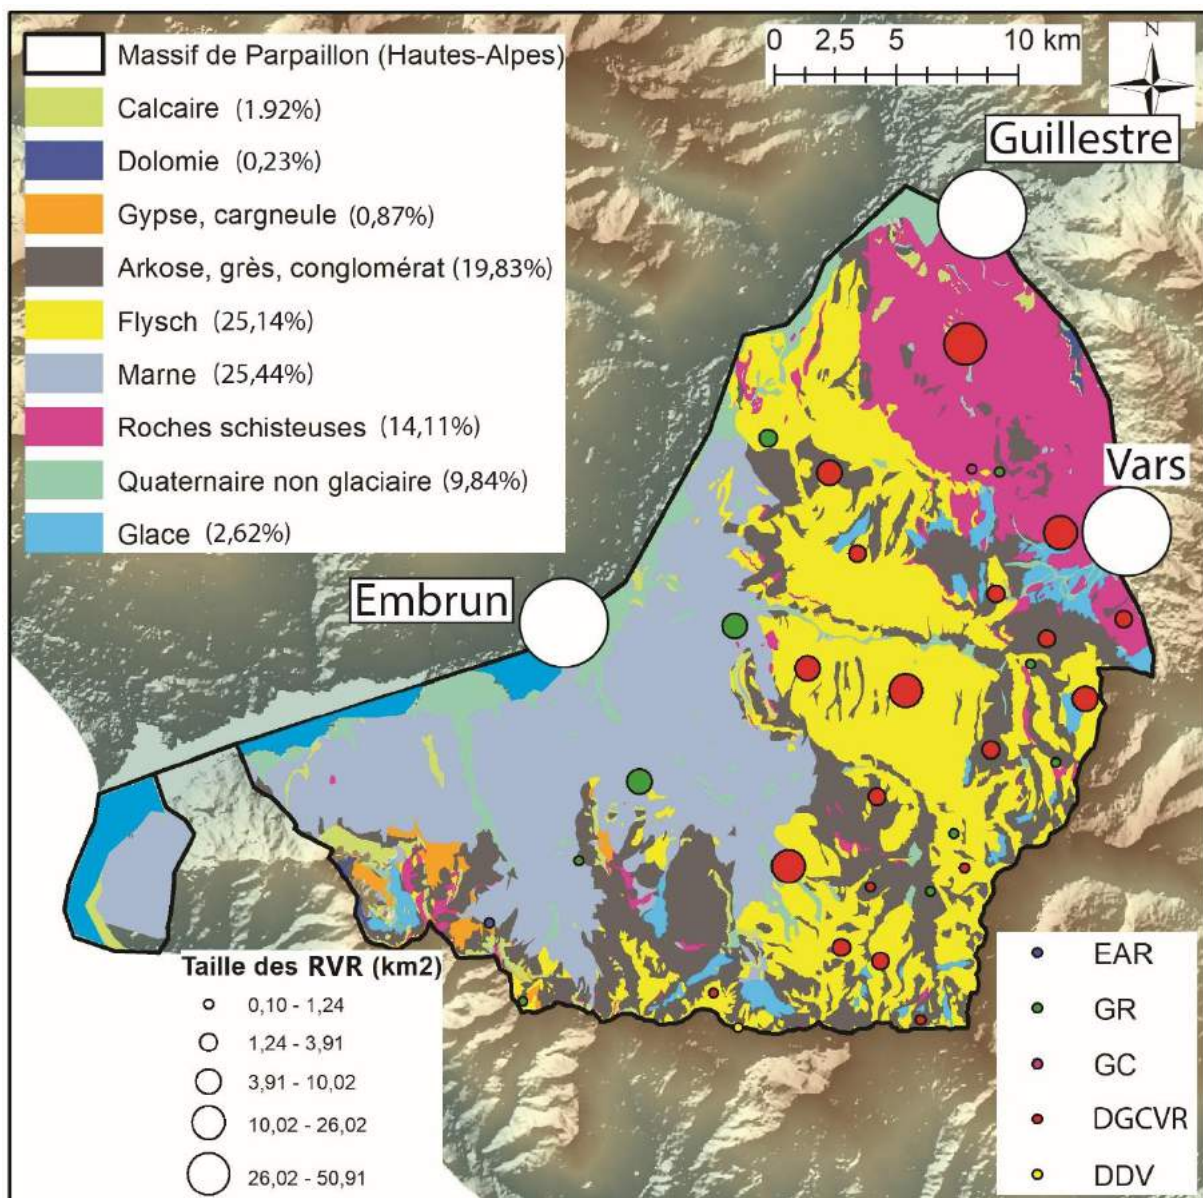 Massif de Parpaillon (Hautes-Alpes)
Calcaire (1.92%)
Dolomie (0,23%)
Gypse, cargneule (0,87%)
Arkose, grès, conglomérat (19,83%)
Flysch (25,14%)
Marne (25,44%)
Roches schisteuses (14,11%)
Quaternaire non glaciaire (9,84%)
Glace (2,62%)
0 2,5 5 10 km
N
Guillestre
Vars
Embrun
Taille des RVR (km2)
0,10 - 1,24
1,24 - 3,91
3,91 - 10,02
10,02 - 26,02
26,02 - 50,91
EAR
GR
GC
DGCVR
DDV